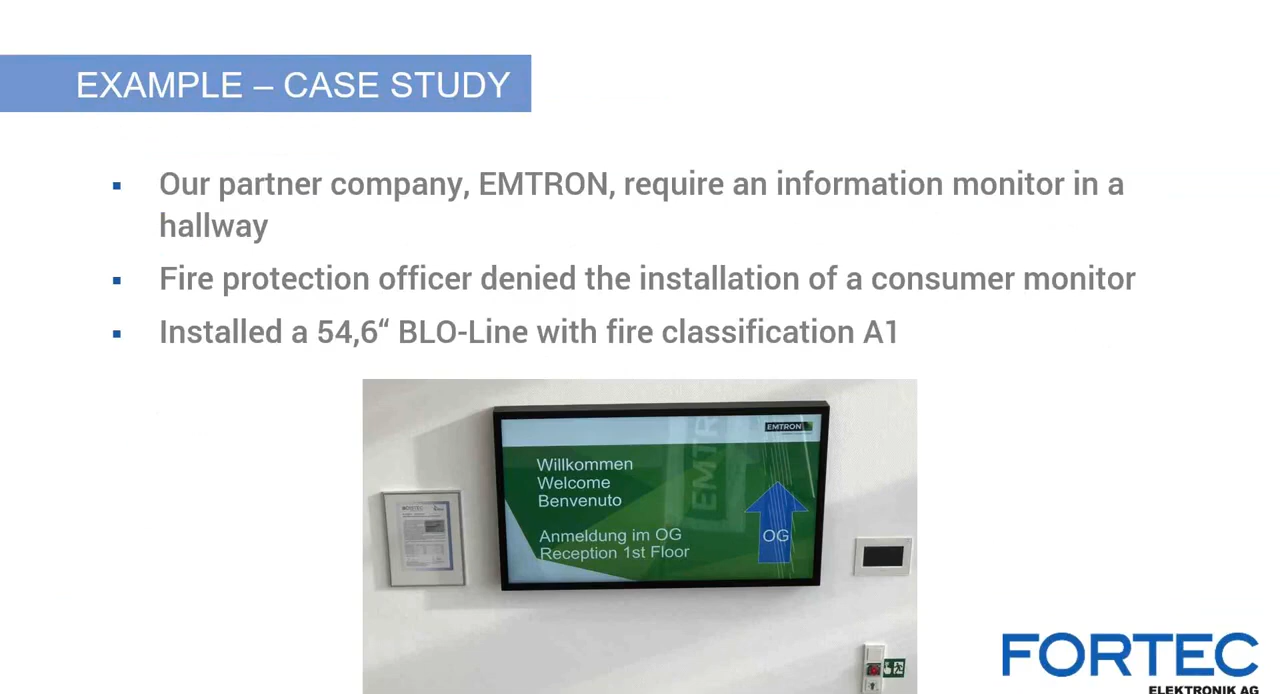 EXAMPLE – CASE STUDY
Our partner company, EMTRON, require an information monitor in a
hallway
Fire protection officer denied the installation of a consumer monitor
Installed a 54,6“ BLO-Line with fire classification A1
EMTRON
EMTR
Willkommen
Welcome
Benvenuto
Anmeldung im OG
Reception 1st Floor
OG
FORTEC
ELEKTRONIK AG